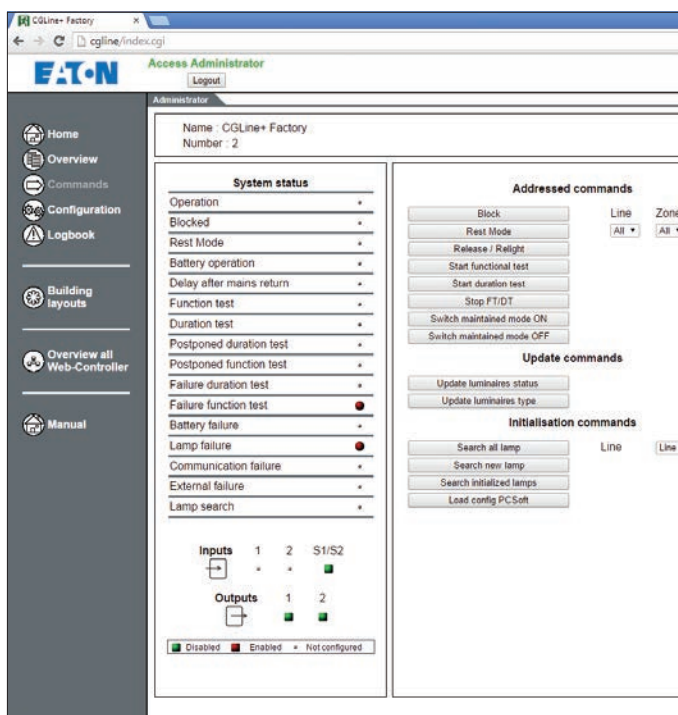 CGLine+ Factory
cgline/index.cgi
EATON
Access Administrator
Logout
Administrator
Home
Overview
Commands
Configuration
Logbook
Building
layouts
Overview all
Web-Controller
Manual
Name : CGLine+ Factory
Number : 2
System status
Operation
Blocked
Rest Mode
Battery operation
Delay after mains return
Function test
Duration test
Postponed duration test
Postponed function test
Failure duration test
Failure function test
Battery failure
Lamp failure
Communication failure
External failure
Lamp search
Inputs 1 2 S1/S2
Outputs 1 2
Disabled Enabled Not configured
Addressed commands
Block Line Zone
Rest Mode All All
Release / Relight
Start functional test
Start duration test
Stop FT/DT
Switch maintained mode ON
Switch maintained mode OFF
Update commands
Update luminaires status
Update luminaires type
Initialisation commands
Search all lamp Line Line
Search new lamp
Search initialized lamps
Load config PCSoft